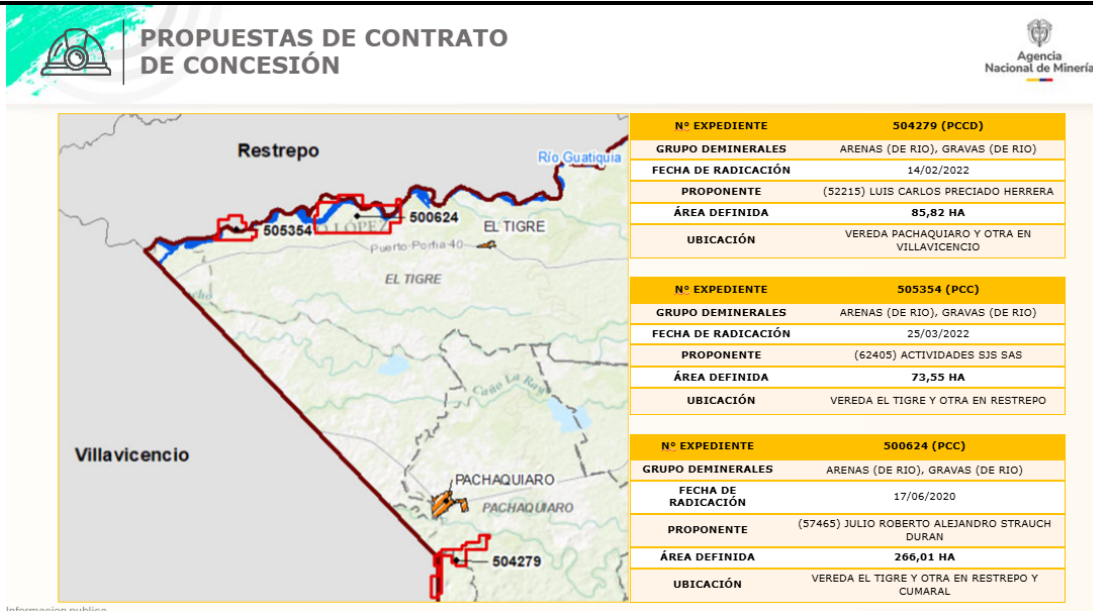 PROPUESTAS DE CONTRATO
DE CONCESIÓN
Agencia
Nacional de Minería
Restrepo
Río Guatiquia
505354
O LÓPEZ
500624
EL TIGRE
Puerto Porfia 40
EL TIGRE
Caño La Raya
Villavicencio
PACHAQUIARO
PACHAQUIARO
504279
Nº EXPEDIENTE 504279 (PCCD)
GRUPO DEMINERALES ARENAS (DE RIO), GRAVAS (DE RIO)
FECHA DE RADICACIÓN 14/02/2022
PROPONENTE (52215) LUIS CARLOS PRECIADO HERRERA
ÁREA DEFINIDA 85,82 HA
UBICACIÓN VEREDA PACHAQUIARO Y OTRA EN
VILLAVICENCIO
Nº EXPEDIENTE 505354 (PCC)
GRUPO DEMINERALES ARENAS (DE RIO), GRAVAS (DE RIO)
FECHA DE RADICACIÓN 25/03/2022
PROPONENTE (62405) ACTIVIDADES SJS SAS
ÁREA DEFINIDA 73,55 HA
UBICACIÓN VEREDA EL TIGRE Y OTRA EN RESTREPO
Nº EXPEDIENTE 500624 (PCC)
GRUPO DEMINERALES ARENAS (DE RIO), GRAVAS (DE RIO)
FECHA DE
RADICACIÓN 17/06/2020
PROPONENTE (57465) JULIO ROBERTO ALEJANDRO STRAUCH
DURAN
ÁREA DEFINIDA 266,01 HA
UBICACIÓN VEREDA EL TIGRE Y OTRA EN RESTREPO Y
CUMARAL